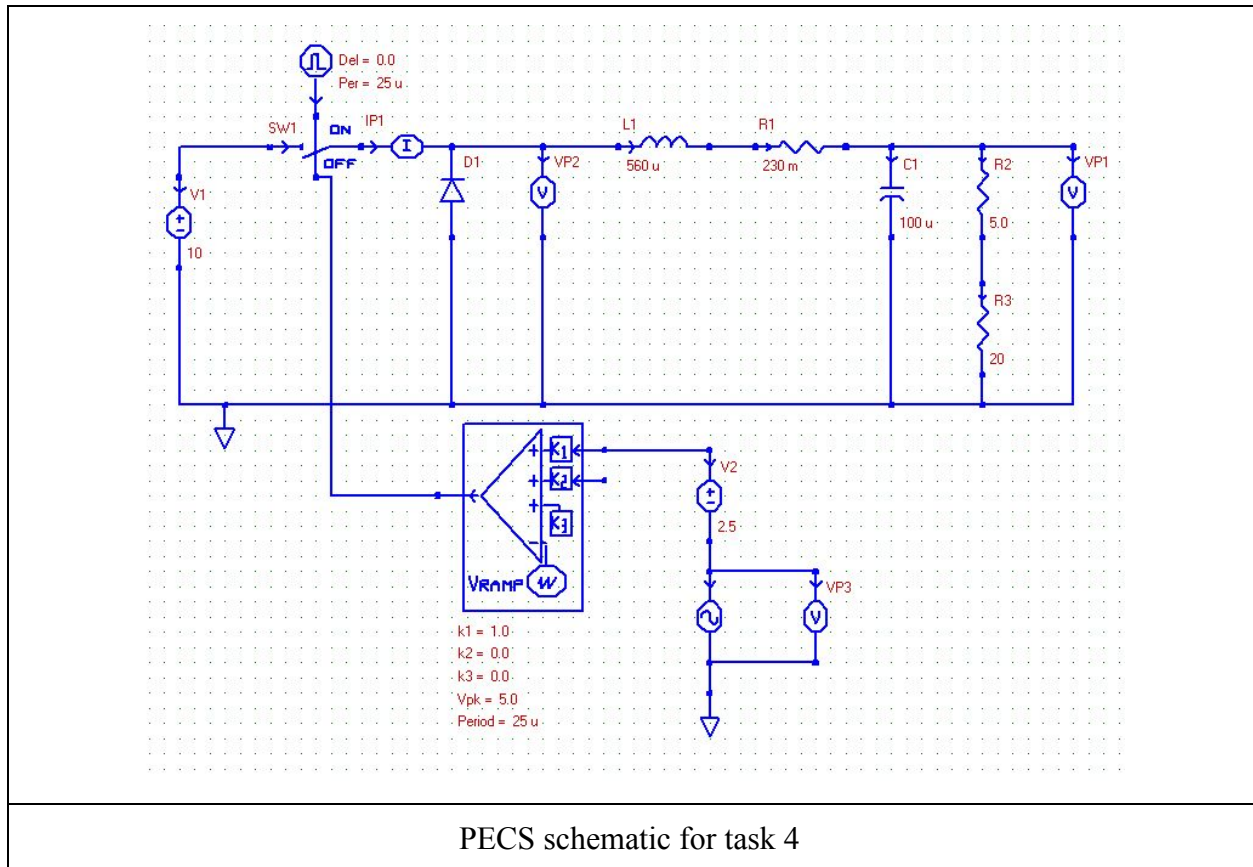 Del = 0.0
Per = 25 u
SW1
ON
OFF
IP1
I
D1
VP2
V
L1
560 u
R1
230 m
C1
100 u
R2
5.0
VP1
V
V1
10
R3
20
K1
K2
K3
VRAMP
V2
2.5
VP3
V
k1 = 1.0
k2 = 0.0
k3 = 0.0
Vpk = 5.0
Period = 25 u
PECS schematic for task 4